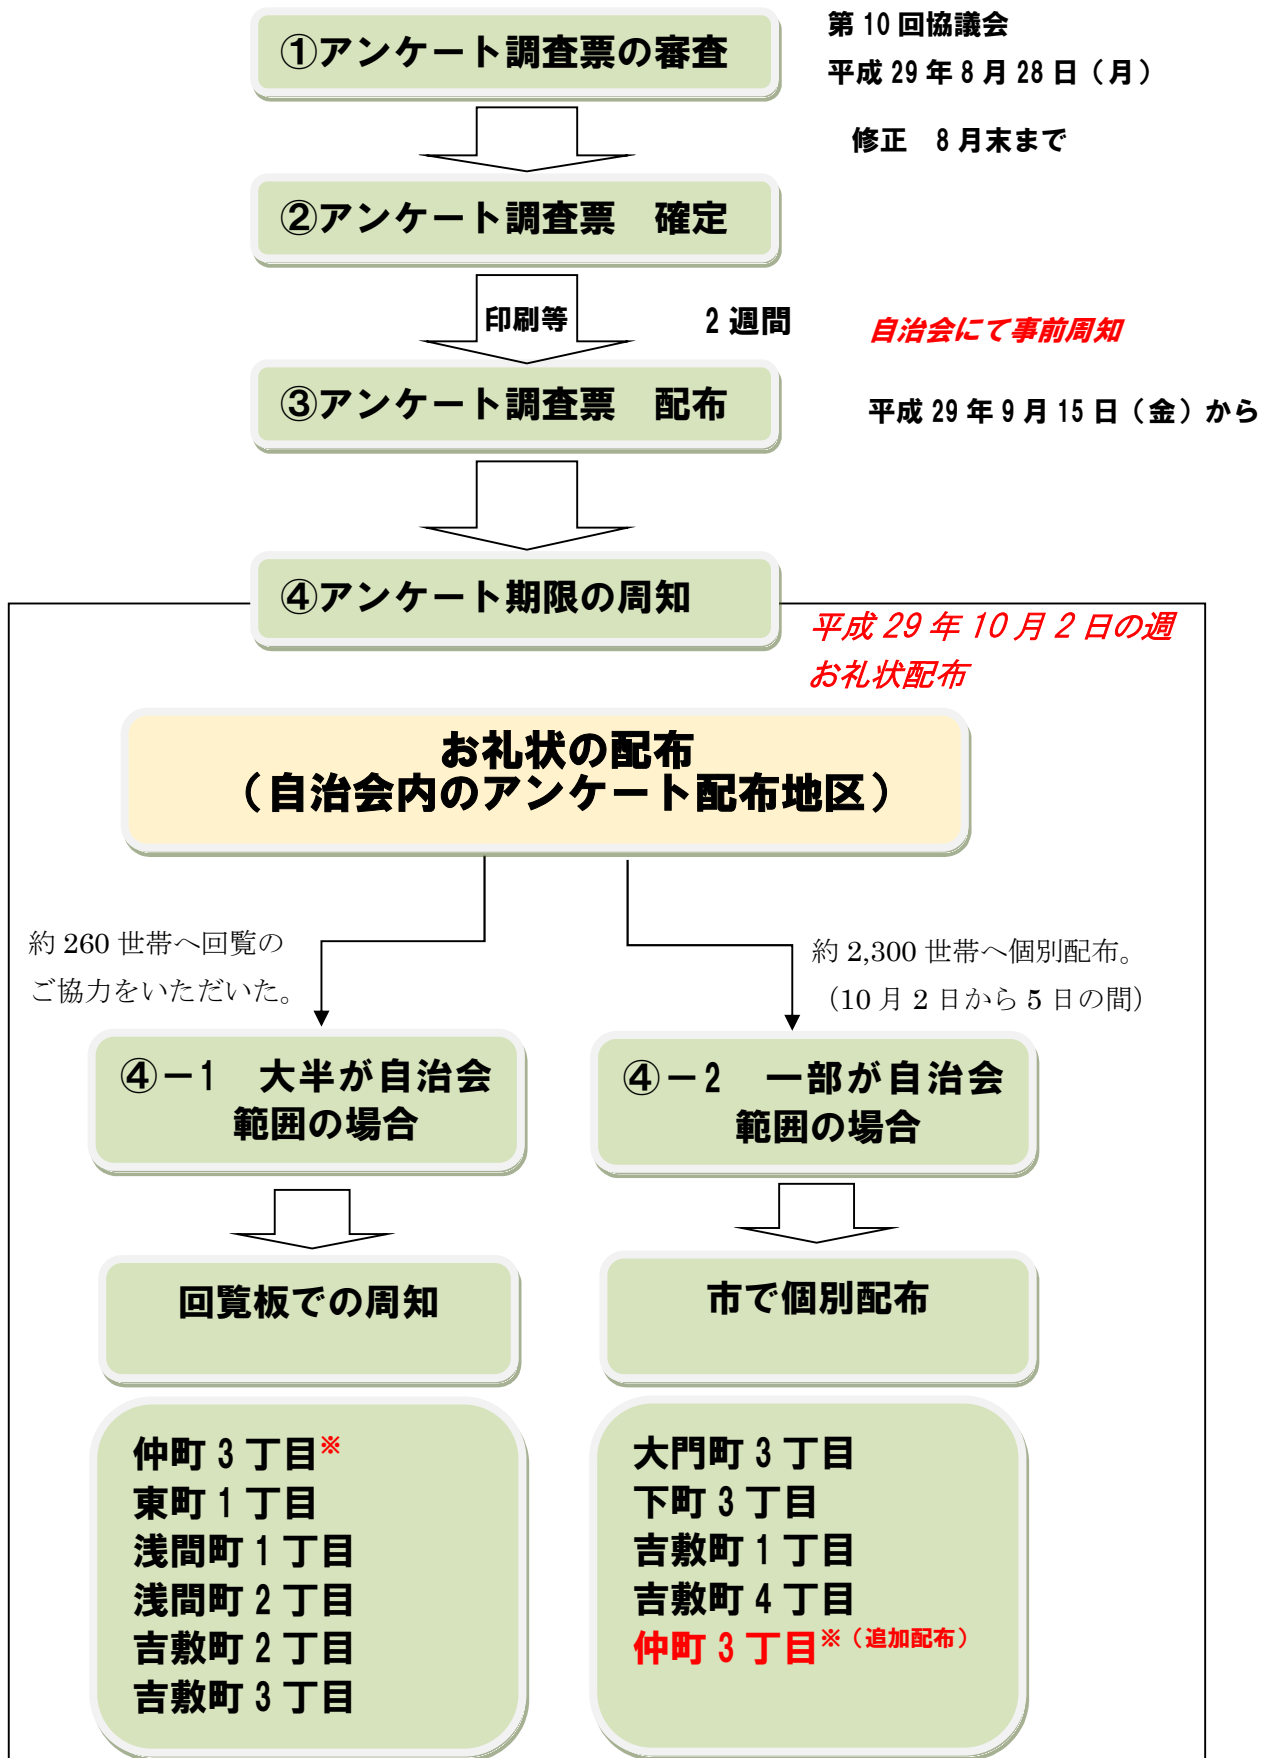 ①アンケート調査票の審査
第10回協議会
平成29年8月28日（月）
修正　8月末まで
②アンケート調査票　確定
印刷等
2週間
自治会にて事前周知
③アンケート調査票　配布
平成29年9月15日（金）から
④アンケート期限の周知
平成29年10月2日の週
お礼状配布
お礼状の配布
（自治会内のアンケート配布地区）
約260世帯へ回覧の
ご協力をいただいた。
約2,300世帯へ個別配布。
（10月2日から5日の間）
④－1　大半が自治会
範囲の場合
④－2　一部が自治会
範囲の場合
回覧板での周知
市で個別配布
仲町3丁目※
東町1丁目
浅間町1丁目
浅間町2丁目
吉敷町2丁目
吉敷町3丁目
大門町3丁目
下町3丁目
吉敷町1丁目
吉敷町4丁目
仲町3丁目※（追加配布）